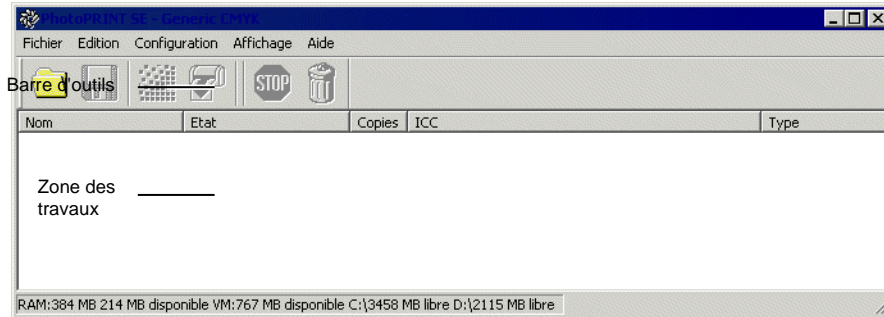 PhotoPRINT SE - Generic CMYK
Fichier Edition Configuration Affichage Aide
Barre d'outils
STOP
Nom Etat Copies ICC Type
Zone des
travaux
RAM:384 MB 214 MB disponible VM:767 MB disponible C:\3458 MB libre D:\2115 MB libre